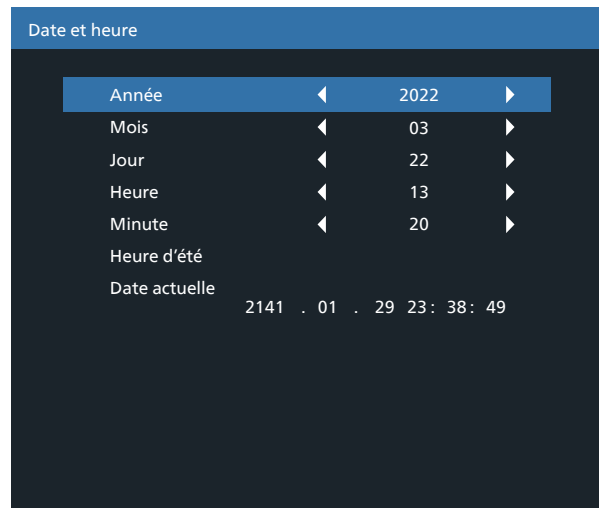 Date et heure
Année 2022
Mois 03
Jour 22
Heure 13
Minute 20
Heure d’été
Date actuelle
2141 . 01 . 29 23: 38: 49